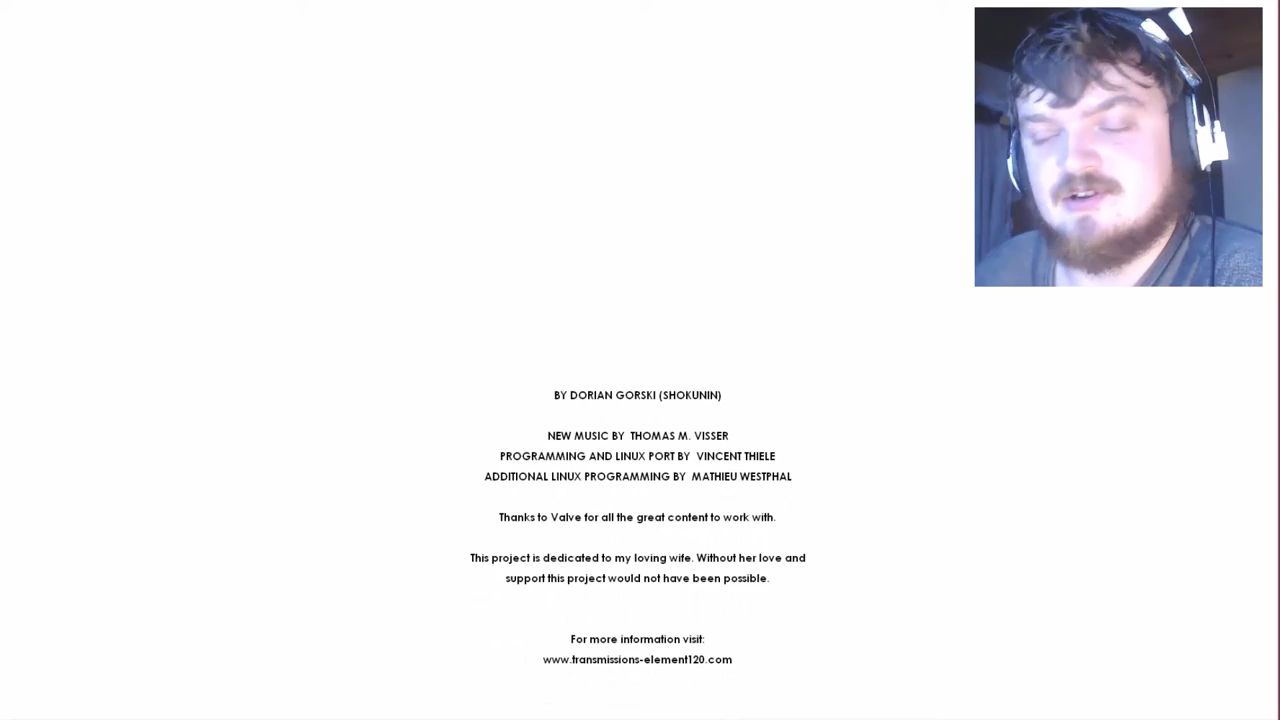 BY DORIAN GORSKI (SHOKUNIN)
NEW MUSIC BY THOMAS M. VISSER
PROGRAMMING AND LINUX PORT BY VINCENT THIELE
ADDITIONAL LINUX PROGRAMMING BY MATHIEU WESTPHAL
Thanks to Valve for all the great content to work with.
This project is dedicated to my loving wife. Without her love and
support this project would not have been possible.
For more information visit:
www.transmissions-element120.com